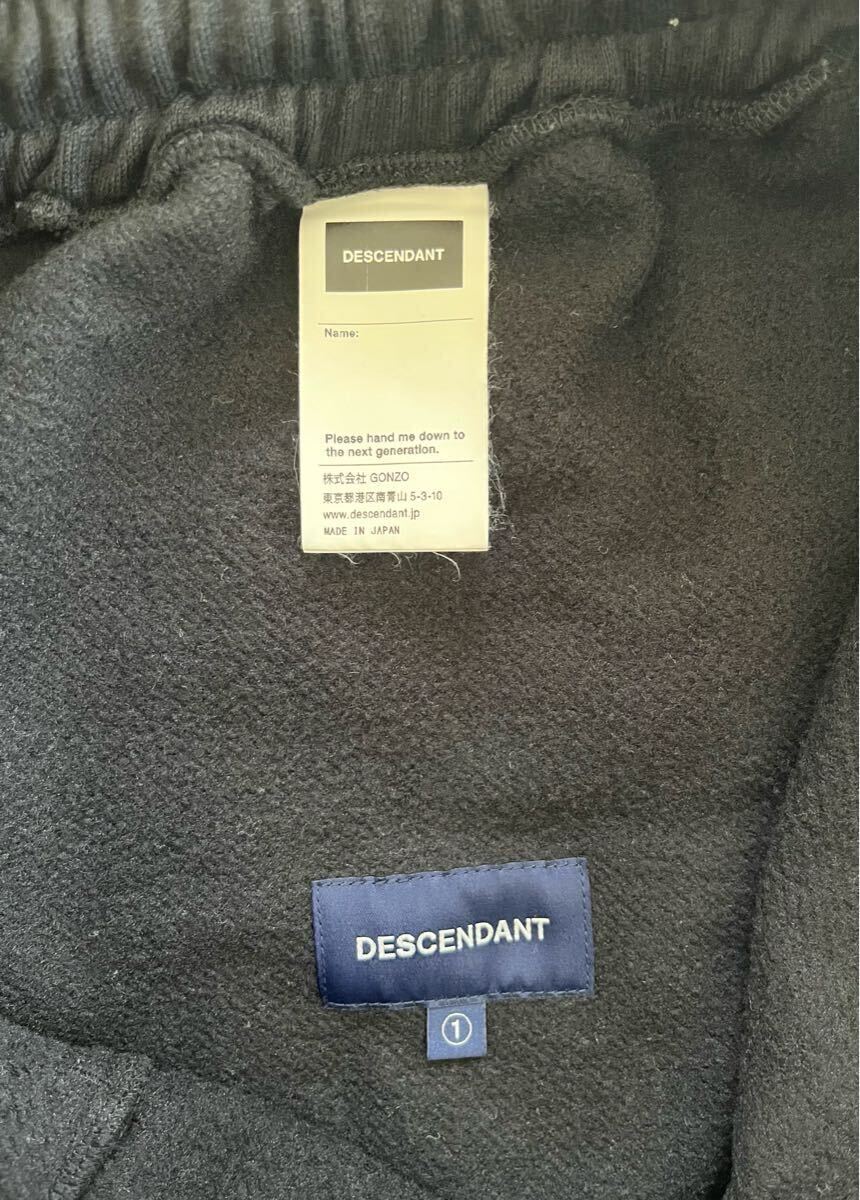 DESCENDANT
Name:
Please hand me down to
the next generation.
株式会社 GONZO
東京都港区南青山 5-3-10
www.descendant.jp
MADE IN JAPAN
DESCENDANT
①